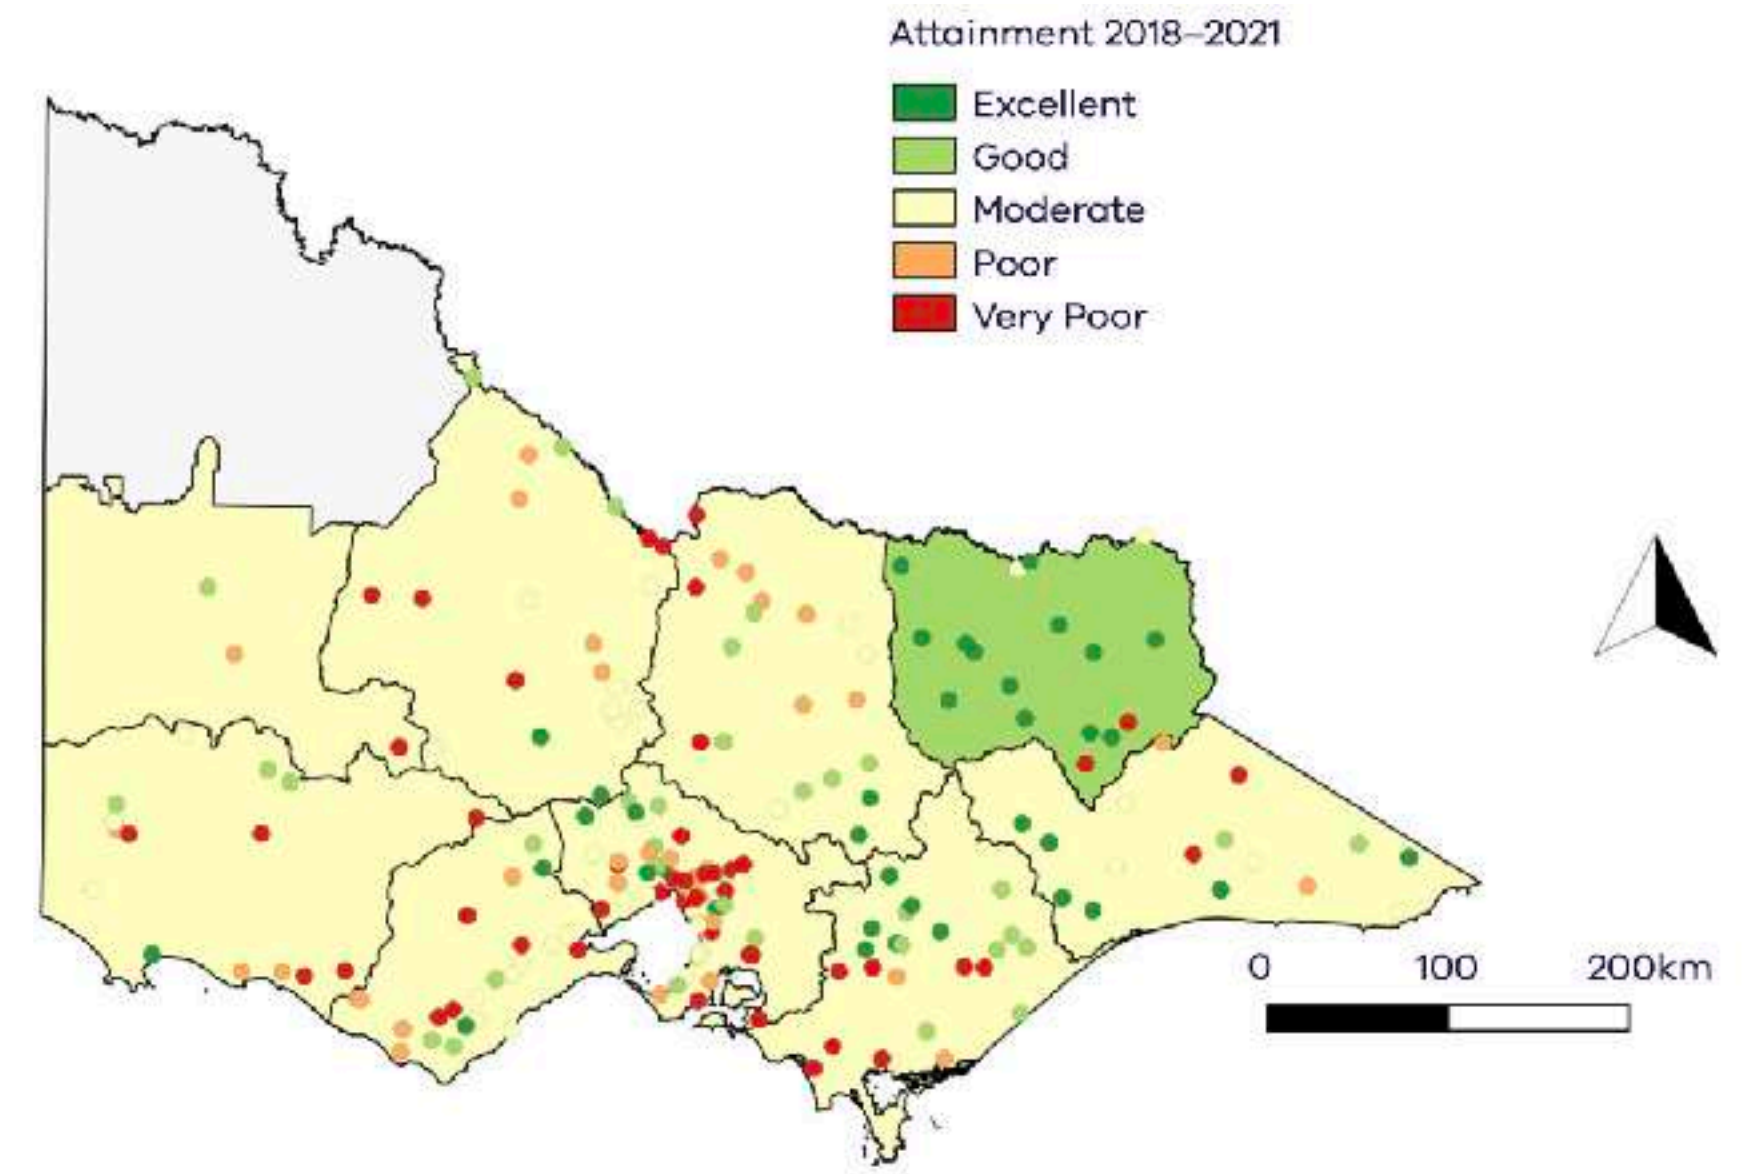 Attainment 2018–2021
Excellent
Good
Moderate
Poor
Very Poor
0 100 200km